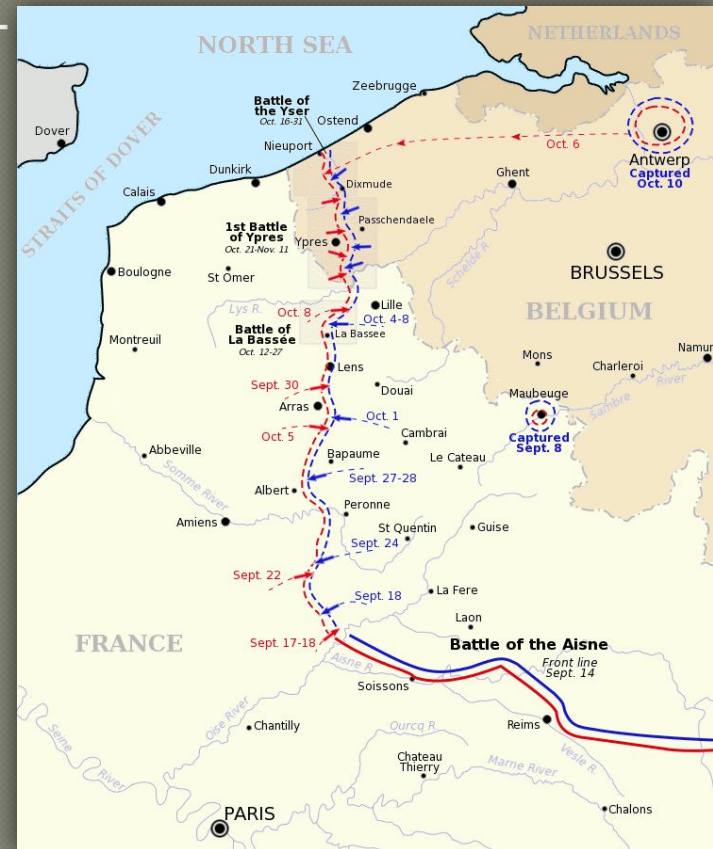 NORTH SEA
NETHERLANDS
Zeebrugge
Battle of
the Yser
Oct. 16-31
Ostend
Dover
Nieuport
Oct. 6
Antwerp
Captured
Oct. 10
STRAITS OF DOVER
Dunkirk
Dixmude
Ghent
Calais
Passchendaele
1st Battle
of Ypres
Oct. 21-Nov. 11
Ypres
Schelde R.
BRUSSELS
Boulogne
St Omer
BELGIUM
Lys R.
Oct. 8
Lille
Oct. 4-8
Battle of
La Bassée
Oct. 12-27
La Bassée
Montreuil
Mons
Namur
Lens
Charleroi
Douai
Sept. 30
Maubeuge
Sambre
River
Arras
Oct. 1
Captured
Sept. 8
Oct. 5
Cambrai
Abbeville
Bapaume
Le Cateau
Somme River
Sept. 27-28
Albert
Peronne
Amiens
St Quentin
Guise
Sept. 24
Sept. 22
La Fere
Sept. 18
Laon
FRANCE
Sept. 17-18
Battle of the Aisne
Front line
Sept. 14
Aisne R.
Soissons
Oise River
Chantilly
Reims
Ourcq R.
Seine
River
Vesle R.
Chateau
Thierry
Marne River
Chalons
PARIS